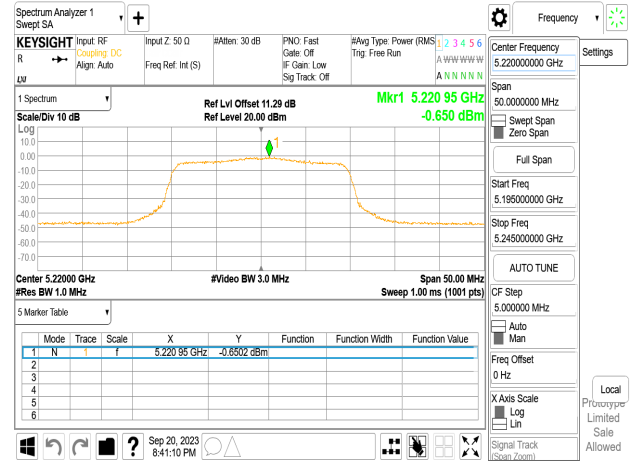 Spectrum Analyzer 1
Swept SA
Frequency
KEYSIGHT
R
Input: RF
Coupling: DC
Align: Auto
Input Z: 50 Ω
Freq Ref: Int (S)
#Atten: 30 dB
PNO: Fast
Gate: Off
IF Gain: Low
Sig Track: Off
#Avg Type: Power (RMS
Trig: Free Run
1 2 3 4 5 6
A W W W W W
A N N N N N
1 Spectrum
Scale/Div 10 dB
Ref Lvl Offset 11.29 dB
Ref Level 20.00 dBm
Mkr1 5.220 95 GHz
-0.650 dBm
Log
10.0
0.00
-10.0
-20.0
-30.0
-40.0
-50.0
-60.0
-70.0
1
Center 5.22000 GHz
#Res BW 1.0 MHz
#Video BW 3.0 MHz
Span 50.00 MHz
Sweep 1.00 ms (1001 pts)
5 Marker Table
Mode Trace Scale X Y Function Function Width Function Value
1 N 1 f 5.220 95 GHz -0.6502 dBm
2
3
4
5
6
Sep 20, 2023
8:41:10 PM
Center Frequency
5.220000000 GHz
Settings
Span
50.0000000 MHz
Swept Span
Zero Span
Full Span
Start Freq
5.195000000 GHz
Stop Freq
5.245000000 GHz
AUTO TUNE
CF Step
5.000000 MHz
Auto
Man
Freq Offset
0 Hz
X Axis Scale
Log
Lin
Signal Track
(Span Zoom)
Local
Prototype
Limited
Sale
Allowed